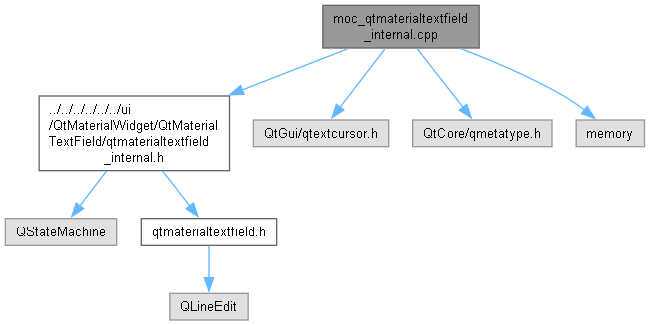 moc_qtmaterialtextfield
_internal.cpp
../../../../../../ui
/QtMaterialWidget/QtMaterial
TextField/qtmaterialtextfield
_internal.h
QtGui/qtextcursor.h
QtCore/qmetatype.h
memory
QStateMachine
qtmaterialtextfield.h
QLineEdit